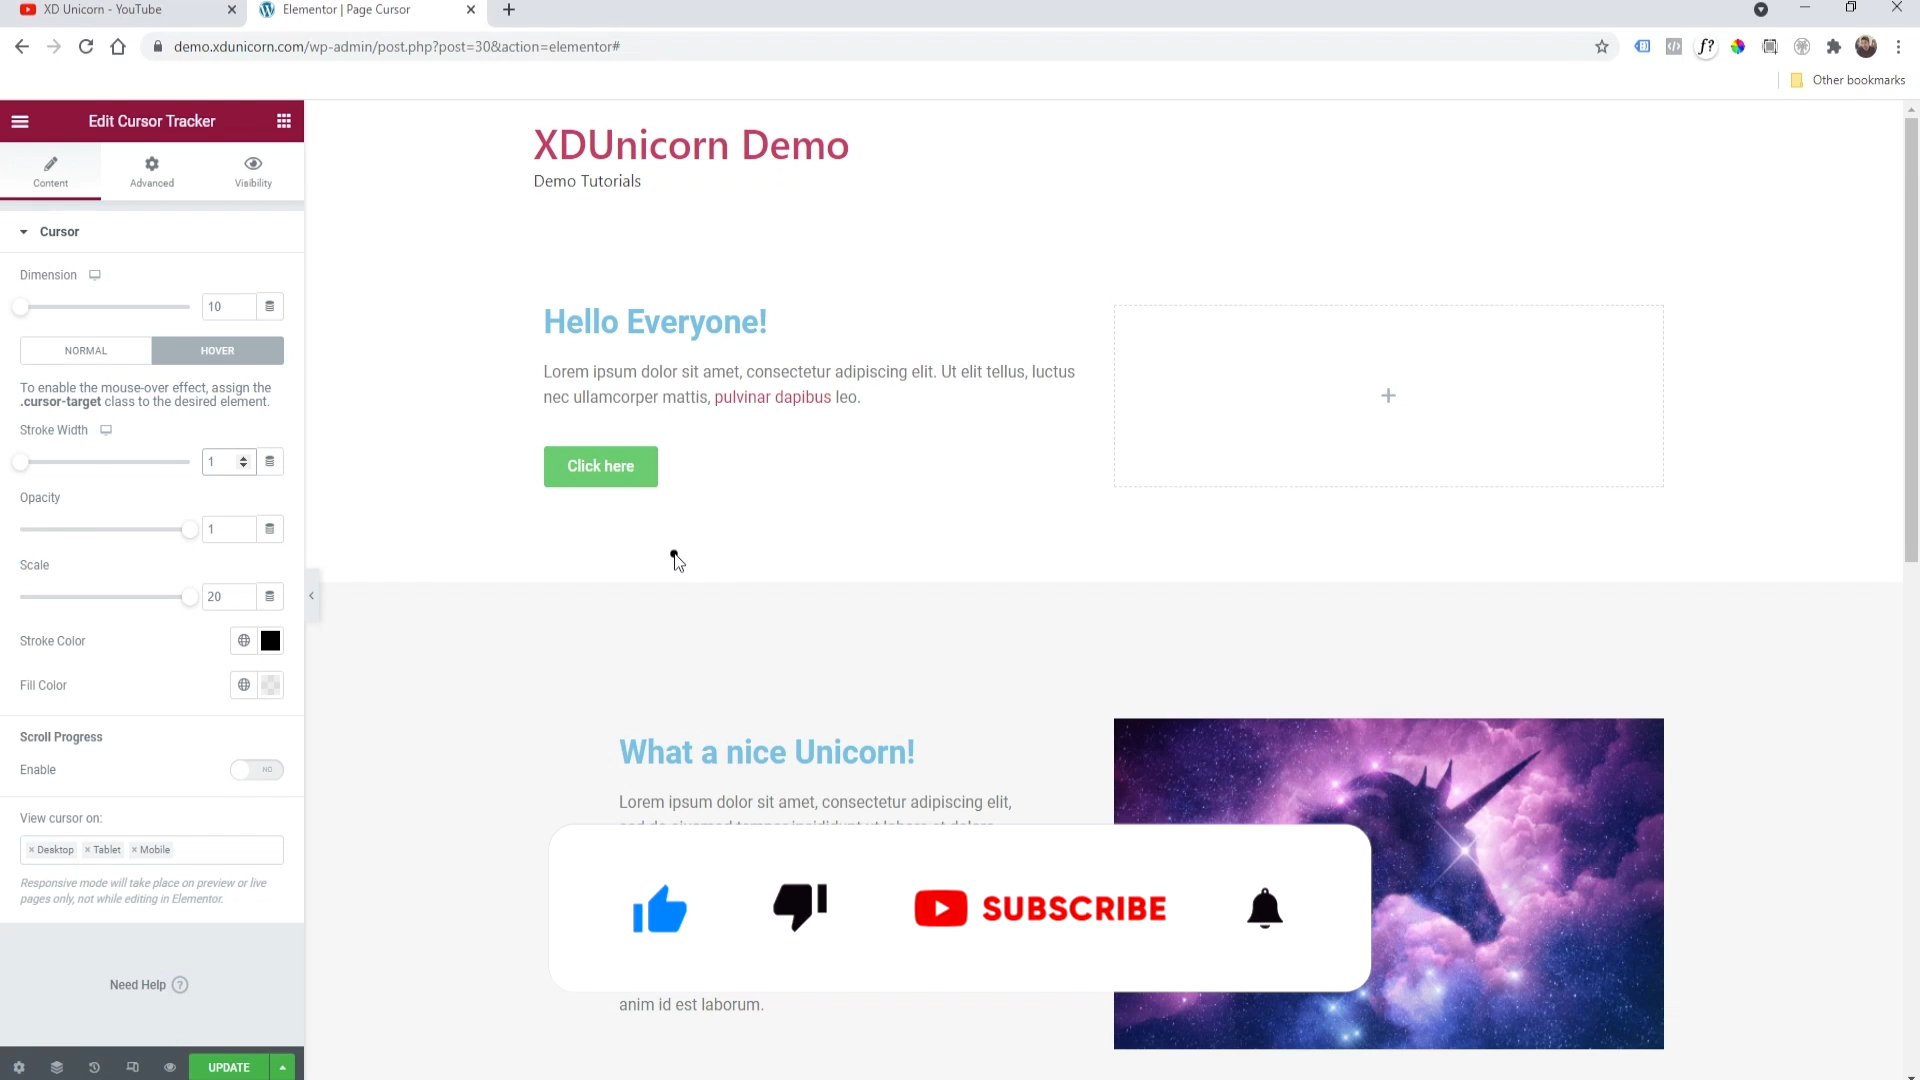 XD Unicorn - YouTube
Elementor | Page Cursor
demo.xdunicorn.com/wp-admin/post.php?post=30&action=elementor#
f?
Other bookmarks
Edit Cursor Tracker
Content
Advanced
Visibility
Cursor
Dimension
10
NORMAL
HOVER
To enable the mouse-over effect, assign the
.cursor-target class to the desired element.
Stroke Width
1
Opacity
1
Scale
20
Stroke Color
Fill Color
Scroll Progress
Enable
NO
View cursor on:
× Desktop × Tablet × Mobile
Responsive mode will take place on preview or live
pages only, not while editing in Elementor.
Need Help ?
UPDATE
XDUnicorn Demo
Demo Tutorials
Hello Everyone!
Lorem ipsum dolor sit amet, consectetur adipiscing elit. Ut elit tellus, luctus
nec ullamcorper mattis, pulvinar dapibus leo.
Click here
What a nice Unicorn!
Lorem ipsum dolor sit amet, consectetur adipiscing elit,
SUBSCRIBE
anim id est laborum.